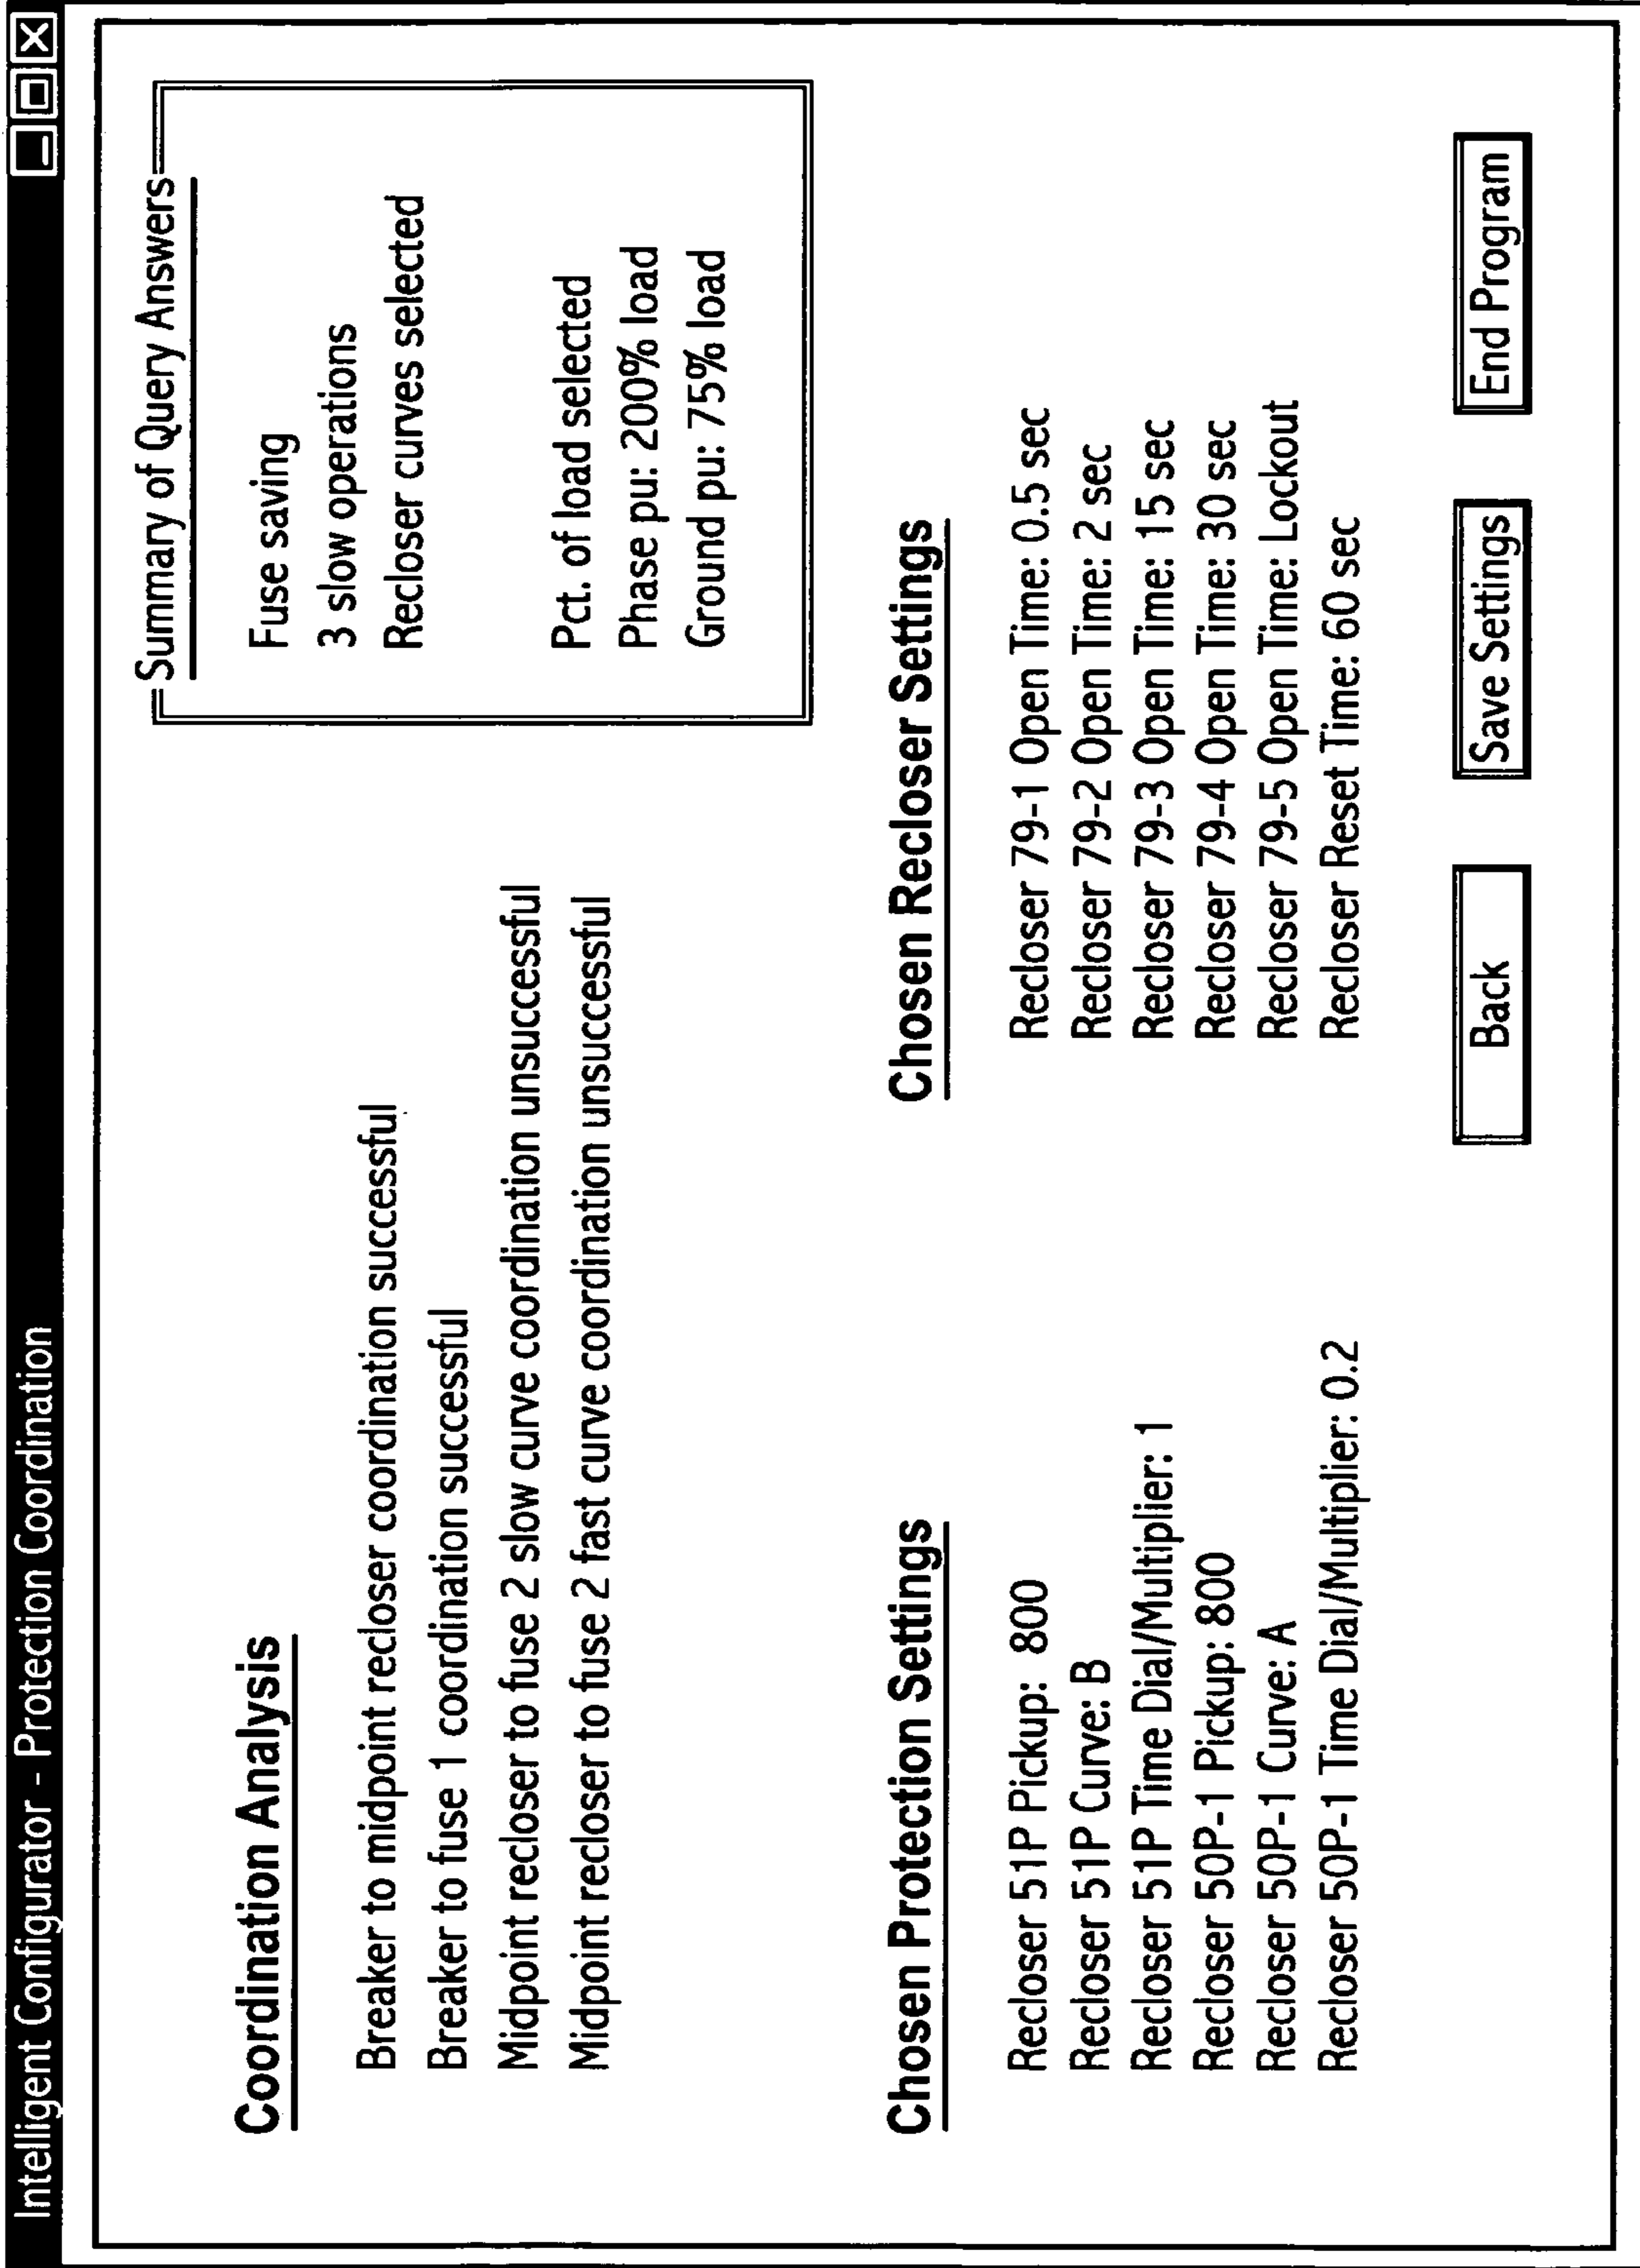 Intelligent Configurator - Protection Coordination
Summary of Query Answers
Fuse saving
3 slow operations
Recloser curves selected
Pct. of load selected
Phase pu: 200% load
Ground pu: 75% load
Coordination Analysis
Breaker to midpoint recloser coordination successful
Breaker to fuse 1 coordination successful
Midpoint recloser to fuse 2 slow curve coordination unsuccessful
Midpoint recloser to fuse 2 fast curve coordination unsuccessful
Chosen Protection Settings
Recloser 51P Pickup: 800
Recloser 51P Curve: B
Recloser 51P Time Dial/Multiplier: 1
Recloser 50P-1 Pickup: 800
Recloser 50P-1 Curve: A
Recloser 50P-1 Time Dial/Multiplier: 0.2
Chosen Recloser Settings
Recloser 79-1 Open Time: 0.5 sec
Recloser 79-2 Open Time: 2 sec
Recloser 79-3 Open Time: 15 sec
Recloser 79-4 Open Time: 30 sec
Recloser 79-5 Open Time: Lockout
Recloser Reset Time: 60 sec
Back
Save Settings
End Program